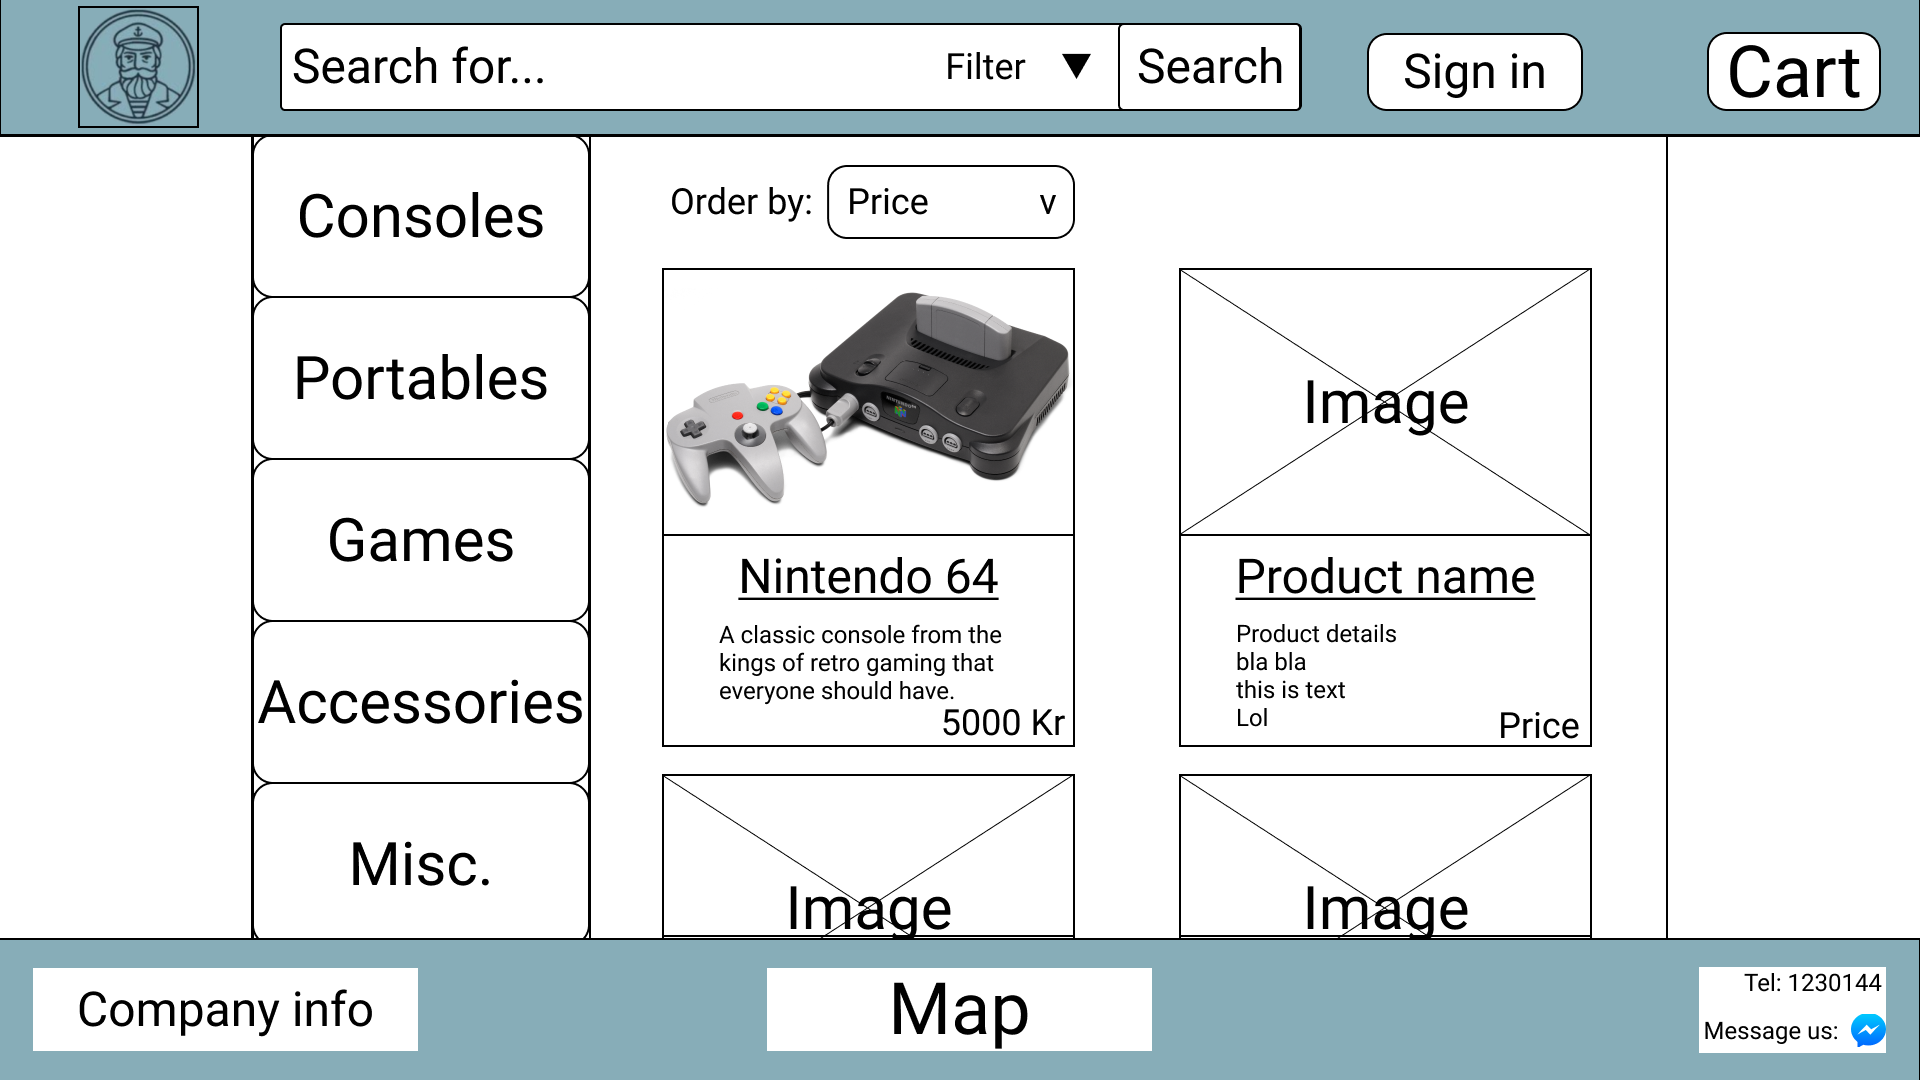 Search for...
Filter
Search
Sign in
Cart
Consoles
Portables
Games
Accessories
Misc.
Order by:
Price
v
Nintendo 64
A classic console from the
kings of retro gaming that
everyone should have.
5000 Kr
Image
Product name
Product details
bla bla
this is text
Lol
Price
Image
Image
Company info
Map
Tel: 1230144
Message us: